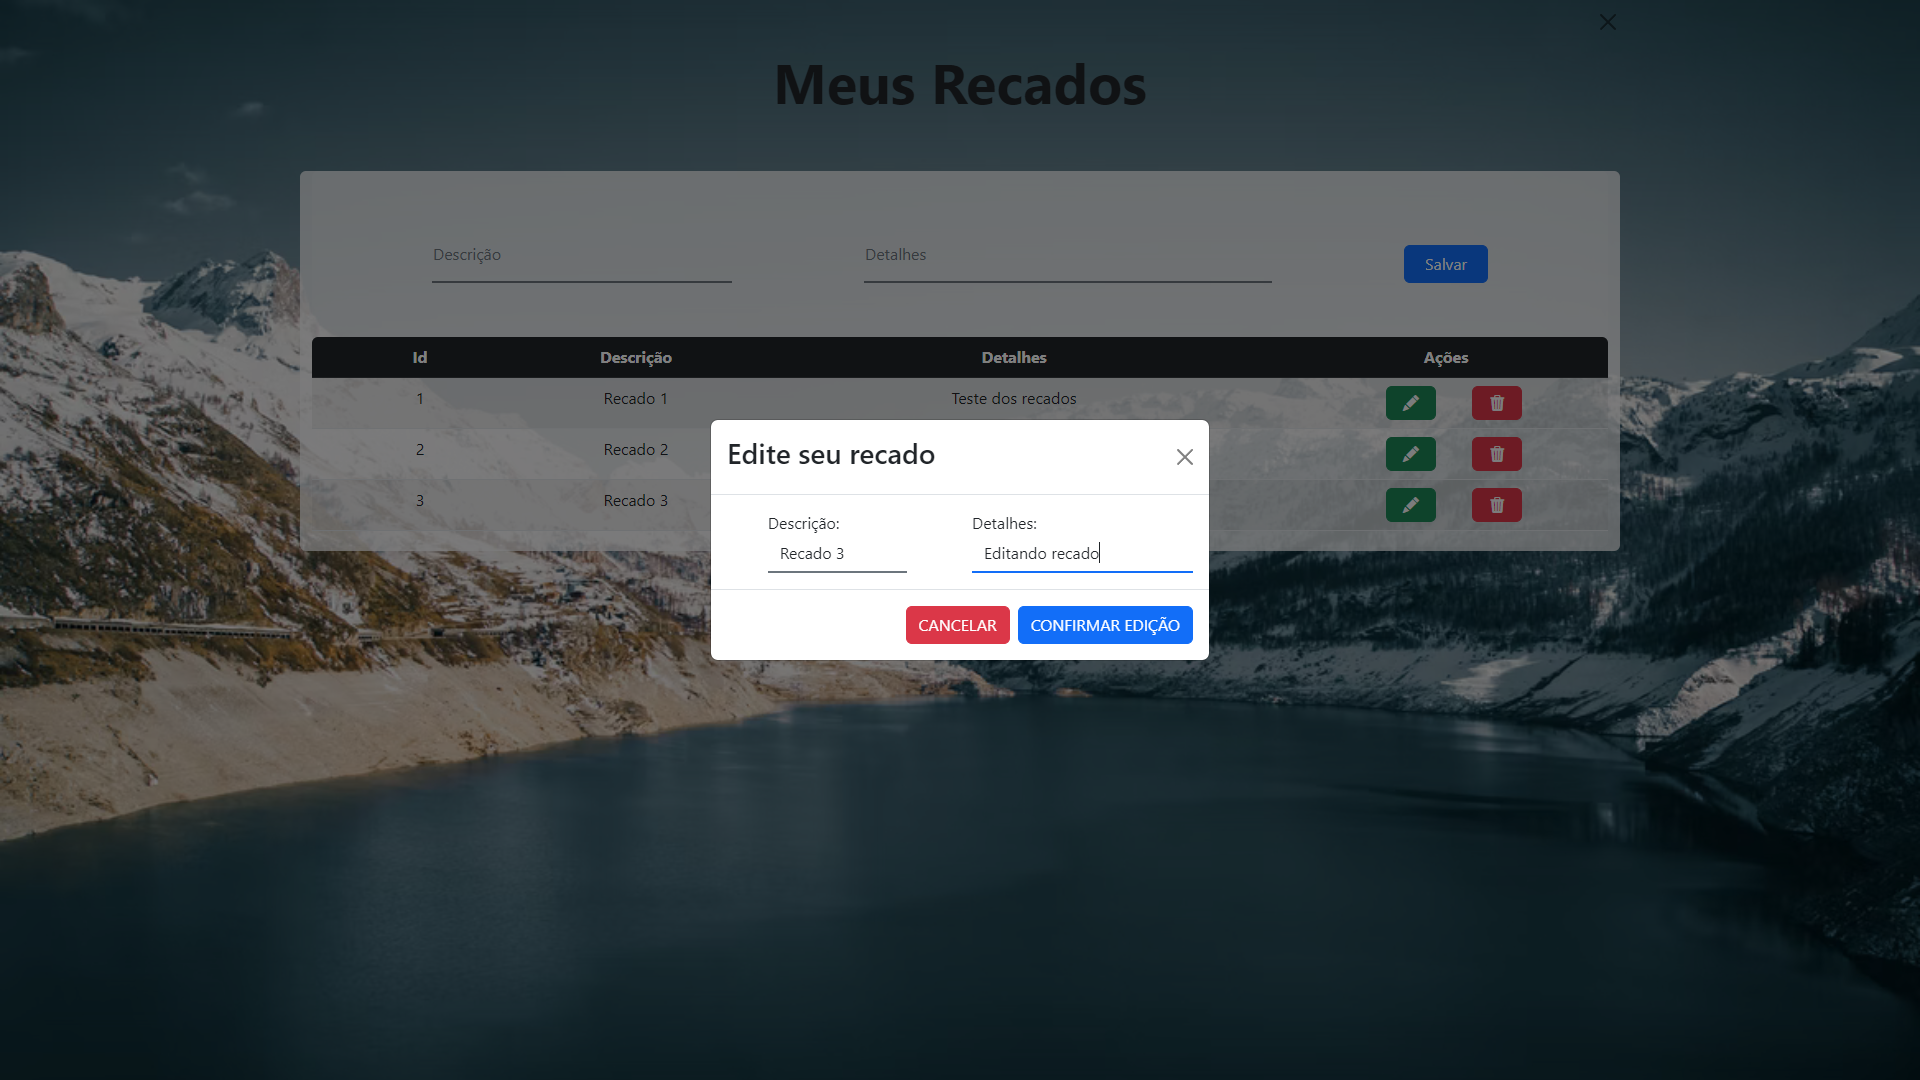 Meus Recados
Descrição Detalhes Salvar
Id Descrição Detalhes Ações
1 Recado 1 Teste dos recados
2 Recado 2
3 Recado 3
Edite seu recado
Descrição: Detalhes:
Recado 3 Editando recado
CANCELAR CONFIRMAR EDIÇÃO